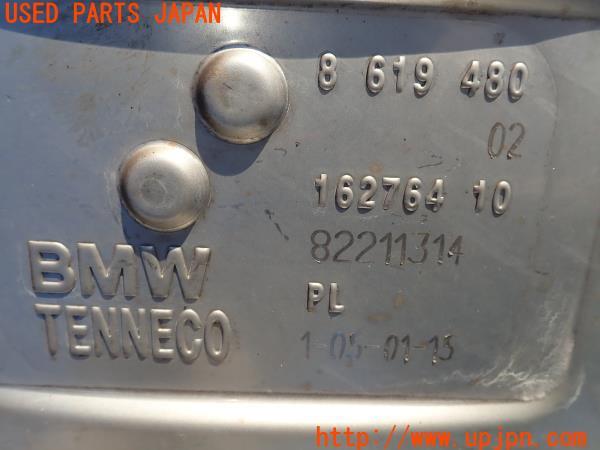 USED PARTS JAPAN
8 619 480
02
162764 10
82211314
BMW
PL
TENNECO
1-05-01-15
U PARTS
http://www.upjpn.com/